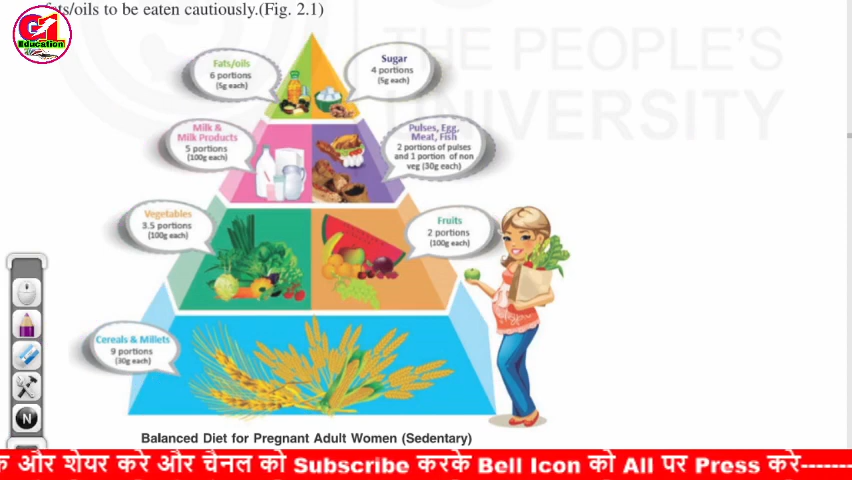 fats/oils to be eaten cautiously.(Fig. 2.1)
Education
THE PEOPLE'S
UNIVERSITY
Fats/oils
6 portions
(5g each)
Sugar
4 portions
(5g each)
Milk &
Milk Products
5 portions
(100g each)
Pulses, Egg,
Meat, Fish
2 portions of pulses
and 1 portion of non
veg (30g each)
Vegetables
3.5 portions
(100g each)
Fruits
2 portions
(100g each)
Cereals & Millets
9 portions
(30g each)
N
Balanced Diet for Pregnant Adult Women (Sedentary)
और शेयर करे और चैनल को Subscribe करके Bell Icon को All पर Press करे-------